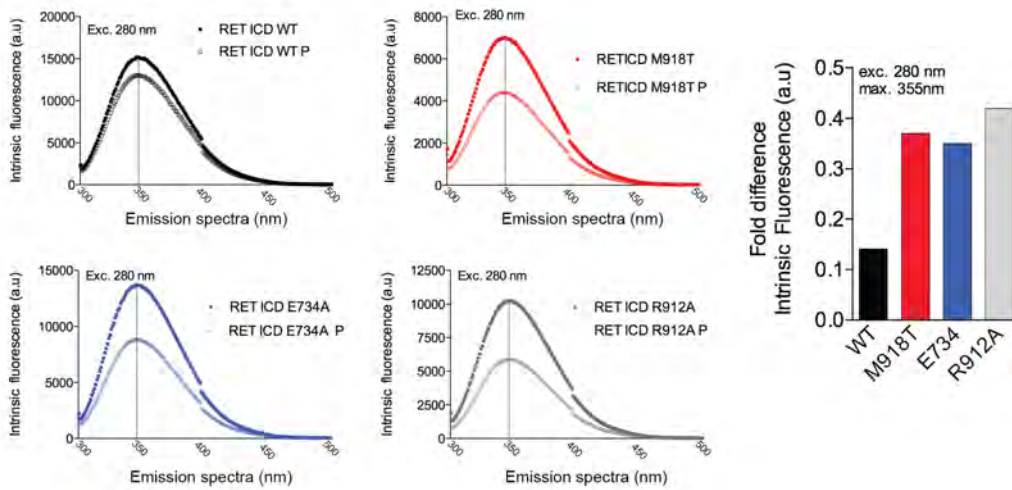 20000
15000
10000
5000
0
Intrinsic fluorescence (a.u)
Exc. 280 nm
RET ICD WT
RET ICD WT P
300
350
400
450
500
Emission spectra (nm)
8000
6000
4000
2000
0
Intrinsic fluorescence (a.u)
Exc. 280 nm
RETICD M918T
RETICD M918T P
300
350
400
450
500
Emission spectra (nm)
15000
10000
5000
0
Intrinsic fluorescence (a.u)
Exc. 280 nm
RET ICD E734A
RET ICD E734A P
300
350
400
450
500
Emission spectra (nm)
12500
10000
7500
5000
2500
0
Intrinsic fluorescence (a.u)
Exc. 280 nm
RET ICD R912A
RET ICD R912A P
300
350
400
450
500
Emission spectra (nm)
Fold difference
Intrinsic Fluorescence (a.u)
0.5
0.4
0.3
0.2
0.1
0.0
exc. 280 nm
max. 355nm
WT
M918T
E734
R912A